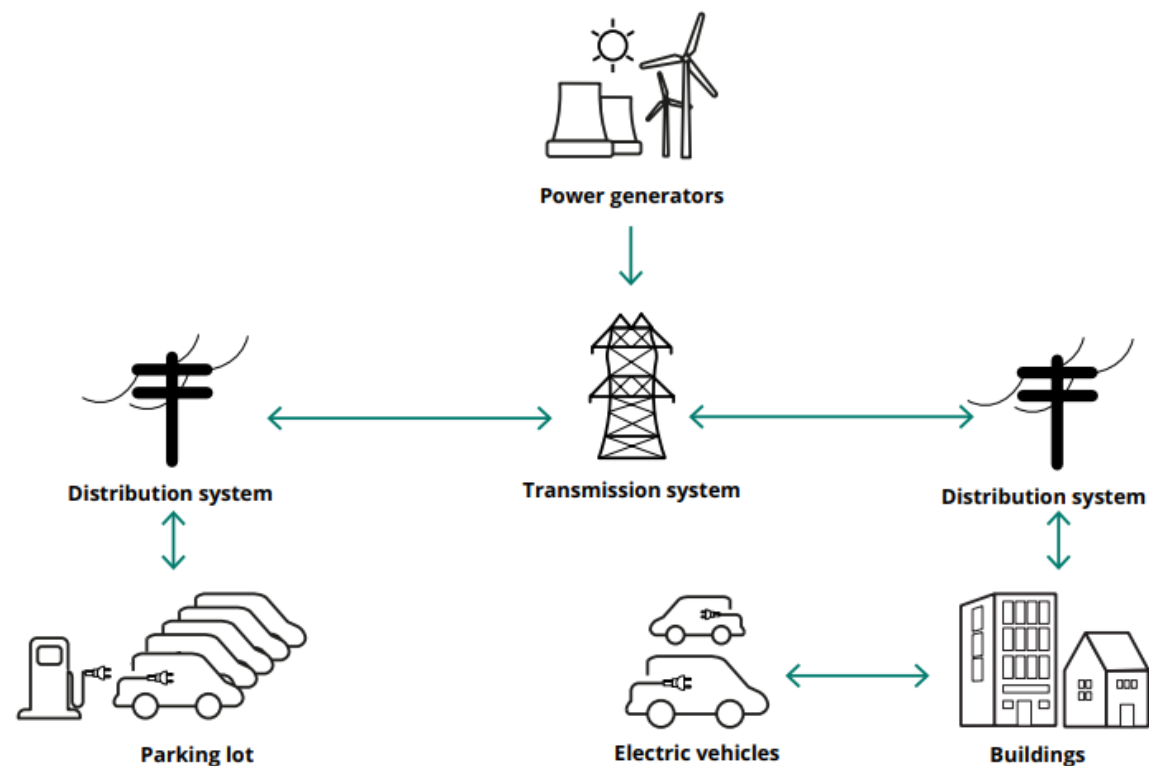 Power generators
Distribution system
Transmission system
Distribution system
Parking lot
Electric vehicles
Buildings